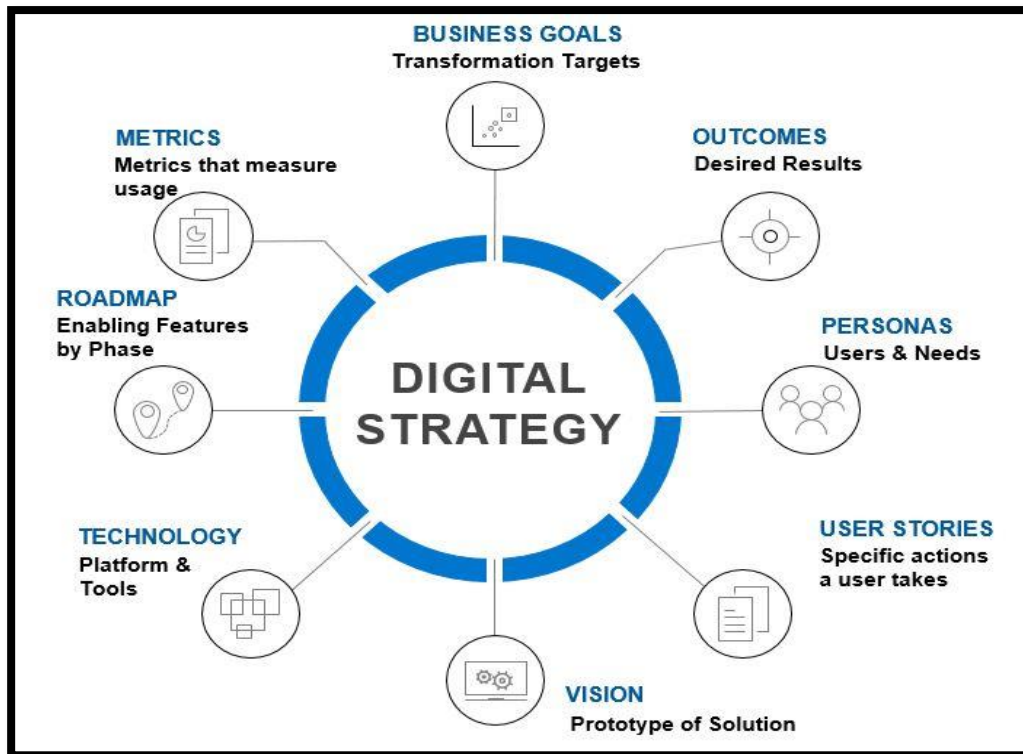 BUSINESS GOALS
Transformation Targets
METRICS
Metrics that measure
usage
OUTCOMES
Desired Results
ROADMAP
Enabling Features
by Phase
PERSONAS
Users & Needs
DIGITAL
STRATEGY
TECHNOLOGY
Platform &
Tools
USER STORIES
Specific actions
a user takes
VISION
Prototype of Solution